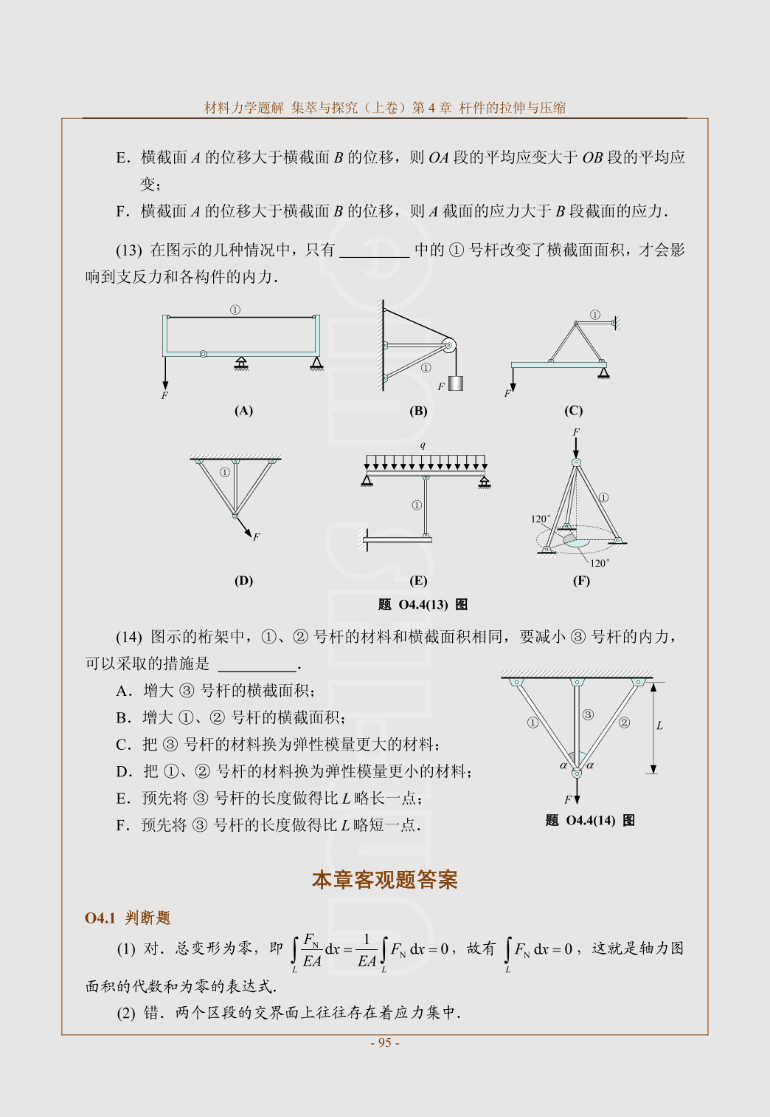 材料力学题解 集萃与探究（上卷）第 4 章 杆件的拉伸与压缩
E．横截面 A 的位移大于横截面 B 的位移，则 OA 段的平均应变大于 OB 段的平均应
变；
F．横截面 A 的位移大于横截面 B 的位移，则 A 截面的应力大于 B 段截面的应力．
(13) 在图示的几种情况中，只有 ________ 中的 ① 号杆改变了横截面面积，才会影
响到支反力和各构件的内力．
①
F
(A)
①
F
(B)
①
F
(C)
①
F
(D)
q
①
(E)
F
①
120°
120°
(F)
题 O4.4(13) 图
(14) 图示的桁架中，①、② 号杆的材料和横截面积相同，要减小 ③ 号杆的内力，
可以采取的措施是 _________．
A．增大 ③ 号杆的横截面积；
B．增大 ①、② 号杆的横截面积；
C．把 ③ 号杆的材料换为弹性模量更大的材料；
D．把 ①、② 号杆的材料换为弹性模量更小的材料；
E．预先将 ③ 号杆的长度做得比 L 略长一点；
F．预先将 ③ 号杆的长度做得比 L 略短一点．
① ③ ② L
α α
F
题 O4.4(14) 图
本章客观题答案
O4.1 判断题
(1) 对．总变形为零，即 ∫_L (F_N/EA) dx = (1/EA) ∫_L F_N dx = 0，故有 ∫_L F_N dx = 0，这就是轴力图
面积的代数和为零的表达式．
(2) 错．两个区段的交界面上往往存在着应力集中．
- 95 -